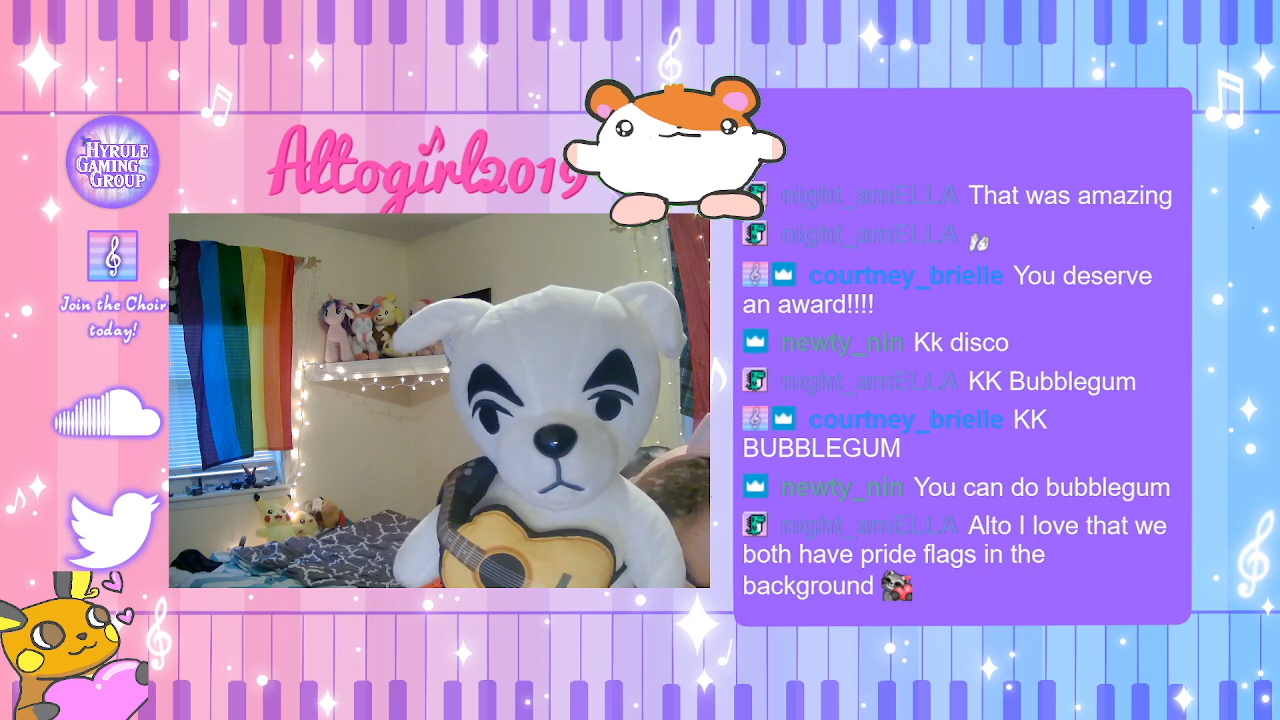 HYRULE
GAMING
GROUP
Join the Choir
today!
Altogirl2019
night_amELLA That was amazing
night_amELLA
courtney_brielle You deserve
an award!!!!
newty_nin Kk disco
night_amELLA KK Bubblegum
courtney_brielle KK
BUBBLEGUM
newty_nin You can do bubblegum
night_amELLA Alto I love that we
both have pride flags in the
background